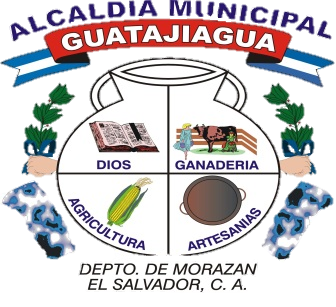 ALCALDIA MUNICIPAL
GUATAJIAGUA
DIOS
GANADERIA
AGRICULTURA
ARTESANIAS
DEPTO. DE MORAZAN
EL SALVADOR, C. A.